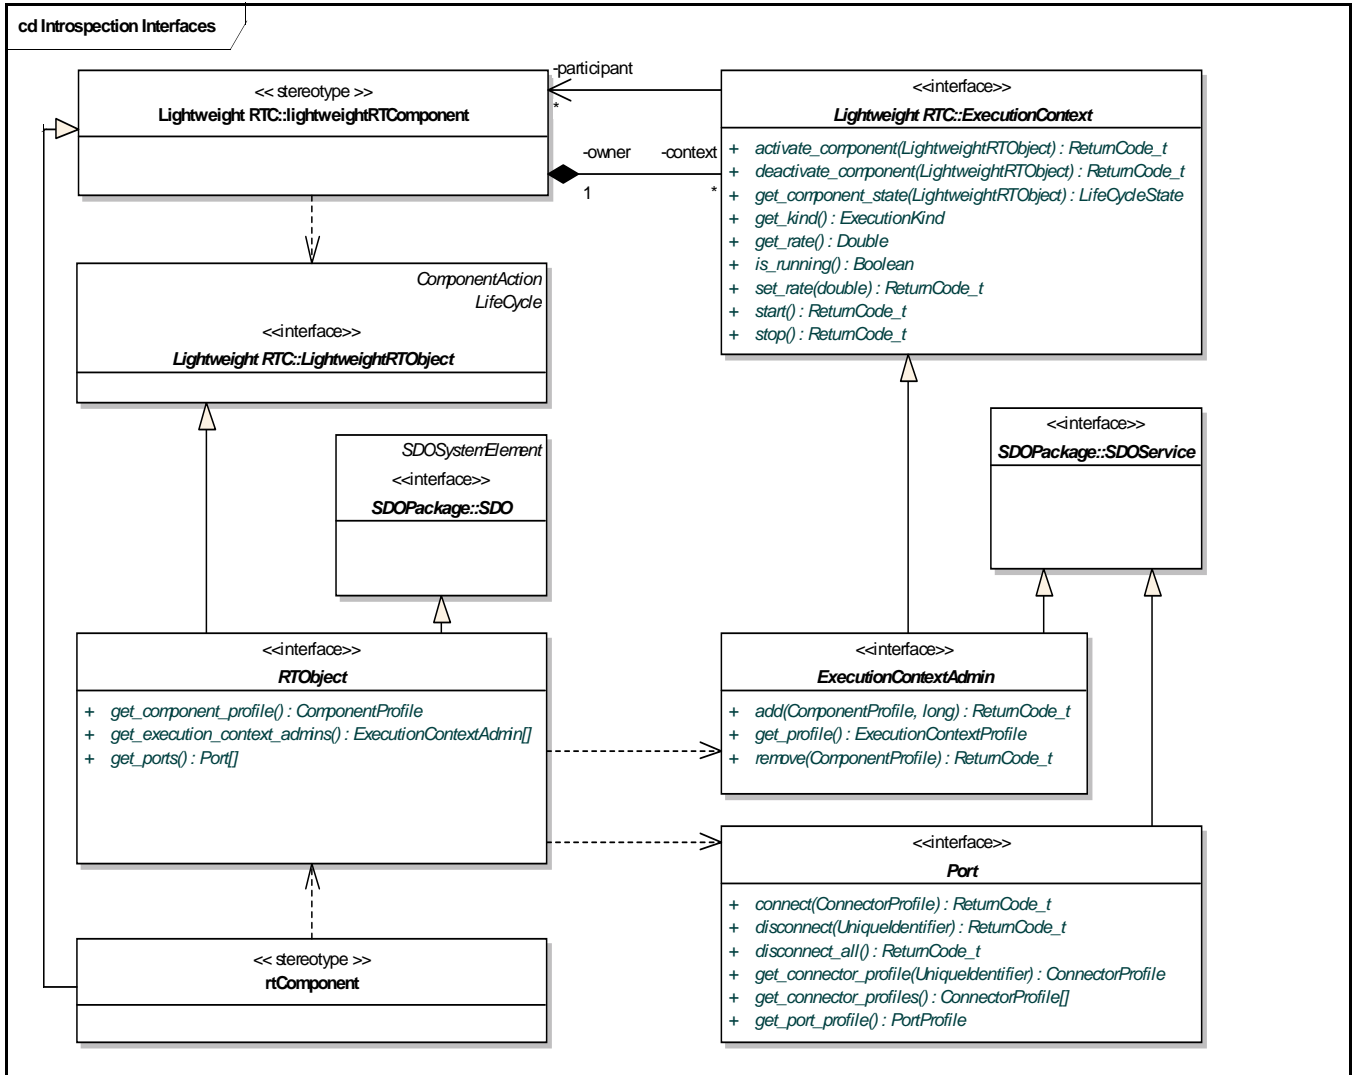 cd Introspection Interfaces
<< stereotype >>
Lightweight RTC::lightweightRTComponent
-participant
*
-owner
-context
1
*
<<interface>>
Lightweight RTC::ExecutionContext
+ activate_component(LightweightRTObject) : ReturnCode_t
+ deactivate_component(LightweightRTObject) : ReturnCode_t
+ get_component_state(LightweightRTObject) : LifeCycleState
+ get_kind() : ExecutionKind
+ get_rate() : Double
+ is_running() : Boolean
+ set_rate(double) : ReturnCode_t
+ start() : ReturnCode_t
+ stop() : ReturnCode_t
ComponentAction
LifeCycle
<<interface>>
Lightweight RTC::LightweightRTObject
SDOSystemElement
<<interface>>
SDOPackage::SDO
<<interface>>
SDOPackage::SDOService
<<interface>>
RTObject
+ get_component_profile() : ComponentProfile
+ get_execution_context_admins() : ExecutionContextAdmin[]
+ get_ports() : Port[]
<<interface>>
ExecutionContextAdmin
+ add(ComponentProfile, long) : ReturnCode_t
+ get_profile() : ExecutionContextProfile
+ remove(ComponentProfile) : ReturnCode_t
<<interface>>
Port
+ connect(ConnectorProfile) : ReturnCode_t
+ disconnect(UniqueIdentifier) : ReturnCode_t
+ disconnect_all() : ReturnCode_t
+ get_connector_profile(UniqueIdentifier) : ConnectorProfile
+ get_connector_profiles() : ConnectorProfile[]
+ get_port_profile() : PortProfile
<< stereotype >>
rtComponent